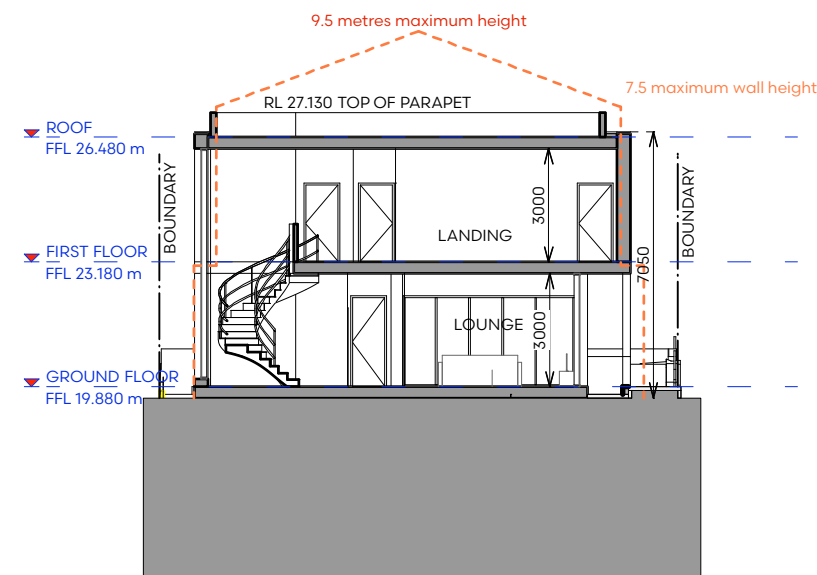 9.5 metres maximum height
7.5 maximum wall height
RL 27.130 TOP OF PARAPET
ROOF
FFL 26.480 m
BOUNDARY
BOUNDARY
3000
LANDING
FIRST FLOOR
FFL 23.180 m
7050
LOUNGE
3000
GROUND FLOOR
FFL 19.880 m